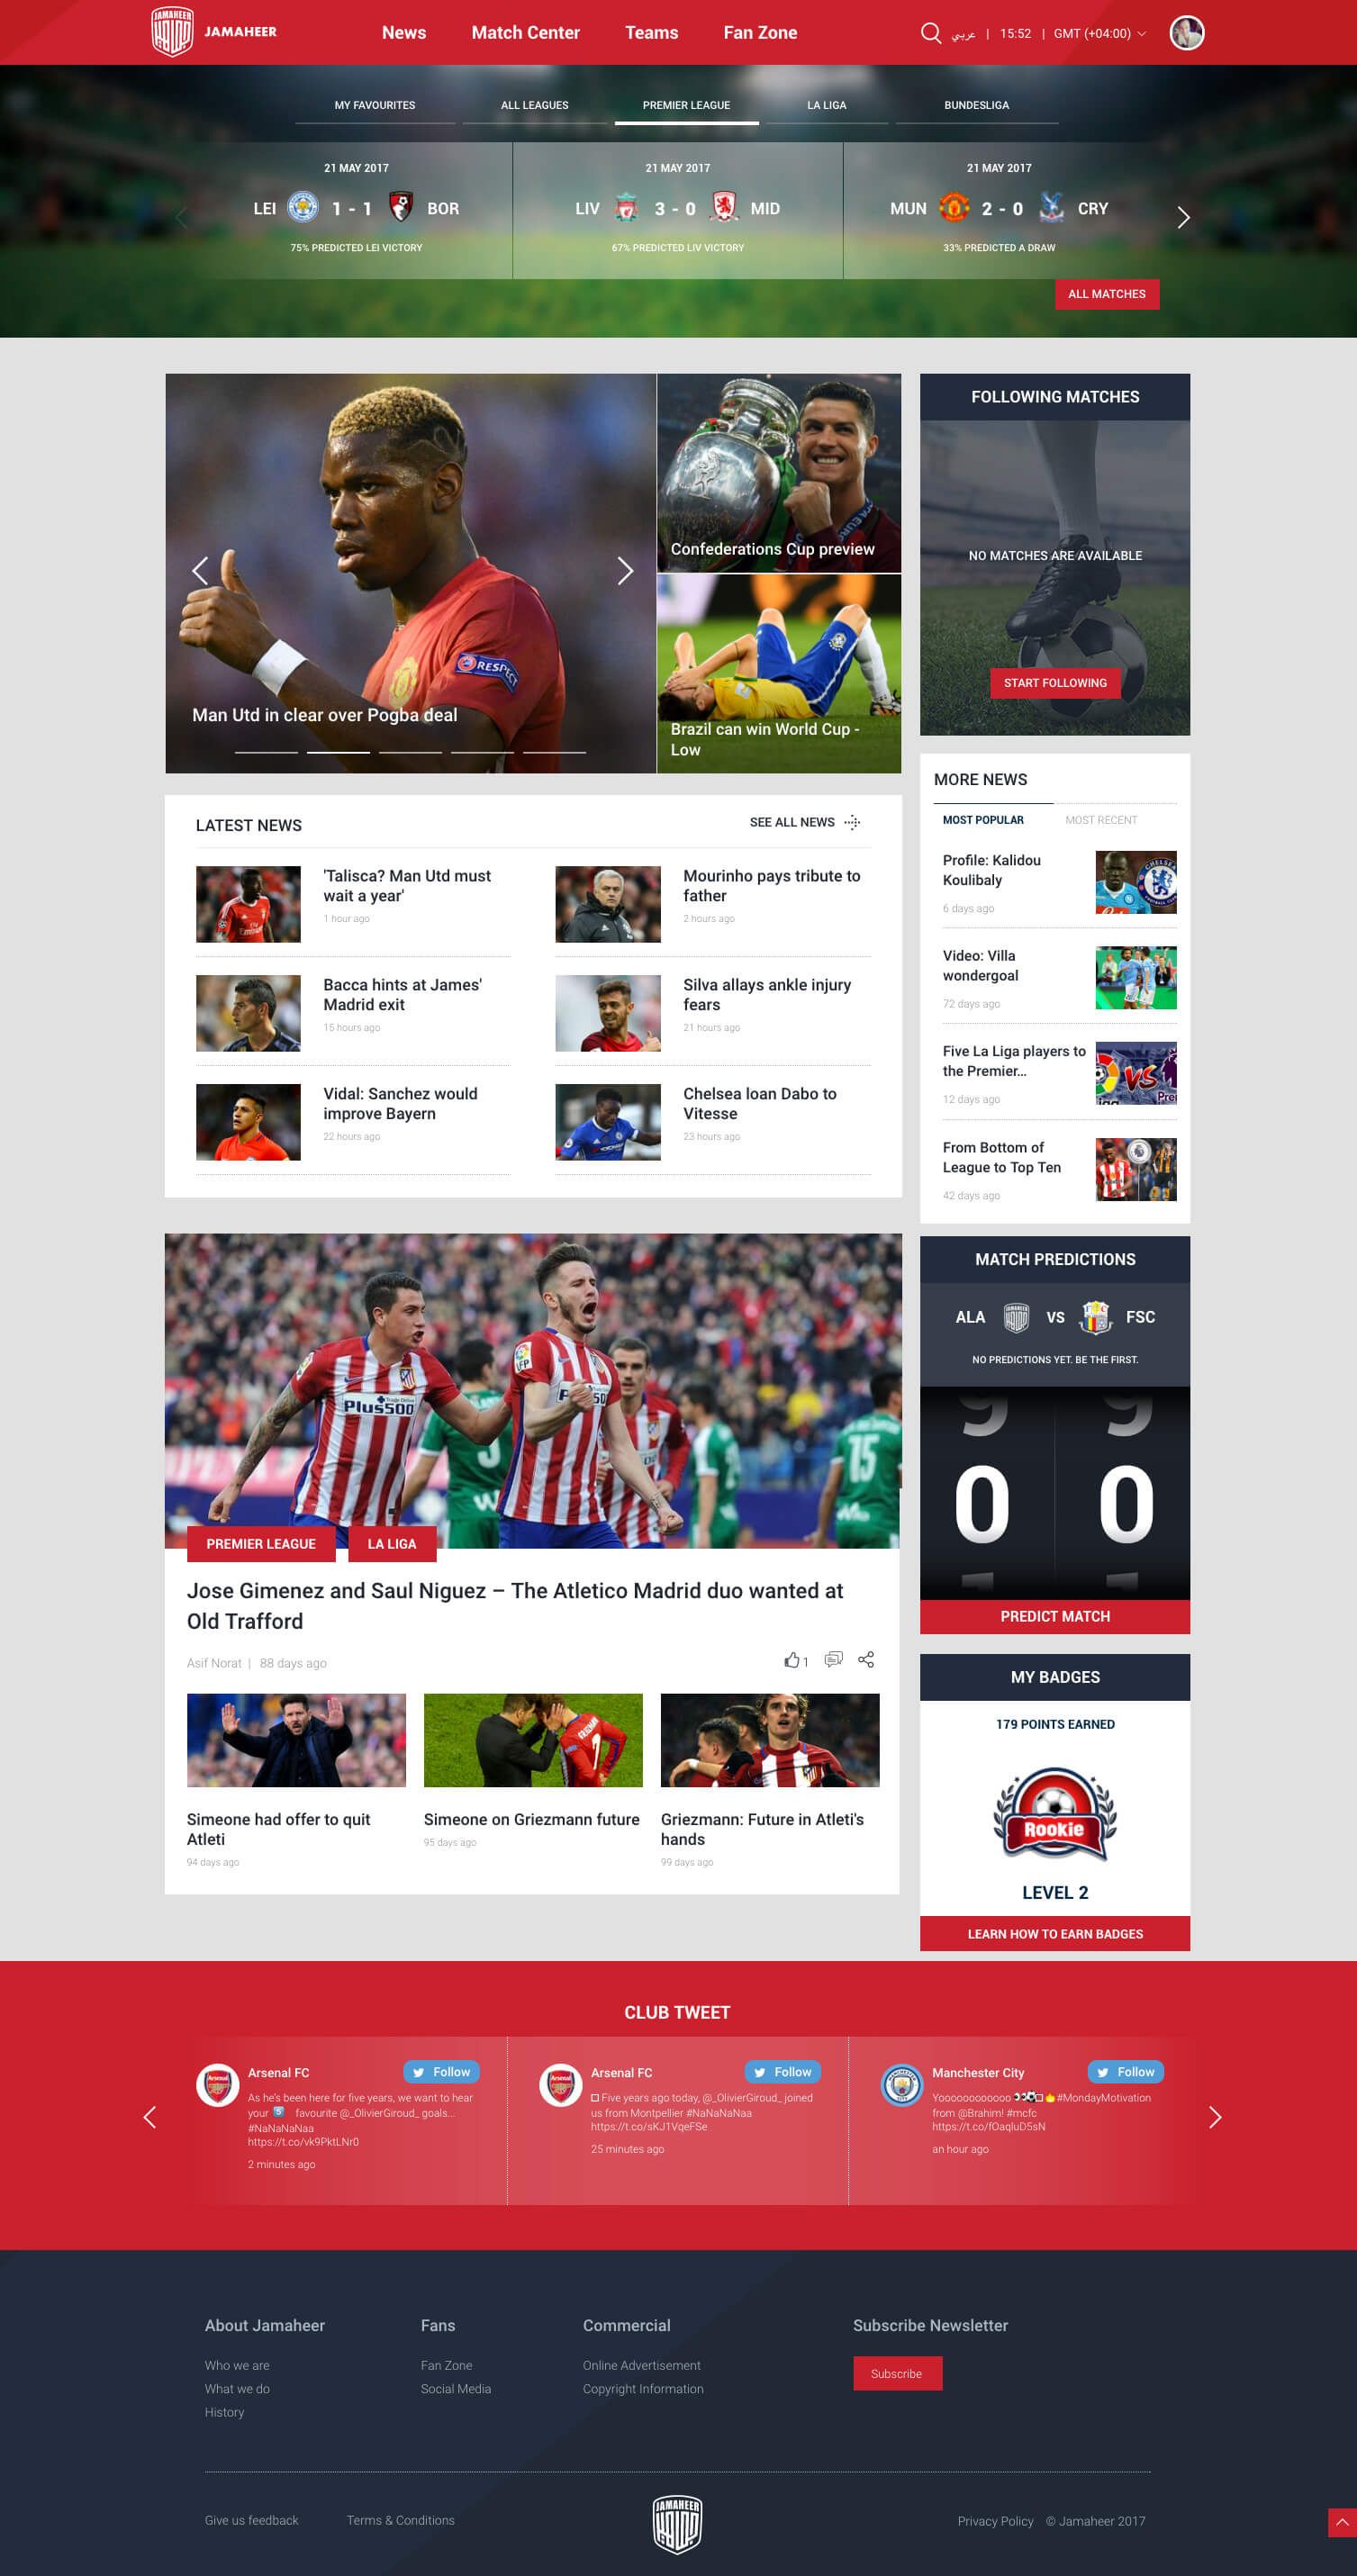 JAMAHEER
JAMAHEER
News
Match Center
Teams
Fan Zone
عربي | 15:52 | GMT (+04:00)
MY FAVOURITES
ALL LEAGUES
PREMIER LEAGUE
LA LIGA
BUNDESLIGA
21 MAY 2017
LEI 1 - 1 BOR
75% PREDICTED LEI VICTORY
21 MAY 2017
LIV 3 - 0 MID
67% PREDICTED LIV VICTORY
21 MAY 2017
MUN 2 - 0 CRY
33% PREDICTED A DRAW
ALL MATCHES
RESPECT
Man Utd in clear over Pogba deal
Confederations Cup preview
Brazil can win World Cup -
Low
FOLLOWING MATCHES
NO MATCHES ARE AVAILABLE
START FOLLOWING
LATEST NEWS
SEE ALL NEWS
'Talisca? Man Utd must
wait a year'
1 hour ago
Mourinho pays tribute to
father
2 hours ago
Bacca hints at James'
Madrid exit
15 hours ago
Silva allays ankle injury
fears
21 hours ago
Vidal: Sanchez would
improve Bayern
22 hours ago
Chelsea loan Dabo to
Vitesse
23 hours ago
MORE NEWS
MOST POPULAR
MOST RECENT
Profile: Kalidou
Koulibaly
6 days ago
Video: Villa
wondergoal
72 days ago
Five La Liga players to
the Premier...
12 days ago
VS
From Bottom of
League to Top Ten
42 days ago
Plus500
15
PREMIER LEAGUE
LA LIGA
Jose Gimenez and Saul Niguez – The Atletico Madrid duo wanted at
Old Trafford
Asif Norat | 88 days ago
1
Simeone had offer to quit
Atleti
94 days ago
Simeone on Griezmann future
95 days ago
Griezmann: Future in Atleti's
hands
99 days ago
MATCH PREDICTIONS
ALA VS FSC
NO PREDICTIONS YET. BE THE FIRST.
9 9
0 0
1 1
PREDICT MATCH
MY BADGES
179 POINTS EARNED
Rookie
LEVEL 2
LEARN HOW TO EARN BADGES
CLUB TWEET
Arsenal FC
Follow
As he's been here for five years, we want to hear
your 5️⃣ favourite @_OlivierGiroud_ goals...
#NaNaNaNaa
https://t.co/vk9PktLNr0
2 minutes ago
Arsenal FC
Follow
Five years ago today, @_OlivierGiroud_ joined
us from Montpellier #NaNaNaNaa
https://t.co/sKJ1VqeFSe
25 minutes ago
Manchester City
Follow
Yoooooooooooo 👀⚽ #MondayMotivation
from @Brahim! #mcfc
https://t.co/fOaqluD5sN
an hour ago
About Jamaheer
Who we are
What we do
History
Fans
Fan Zone
Social Media
Commercial
Online Advertisement
Copyright Information
Subscribe Newsletter
Subscribe
Give us feedback
Terms & Conditions
JAMAHEER
Privacy Policy
© Jamaheer 2017